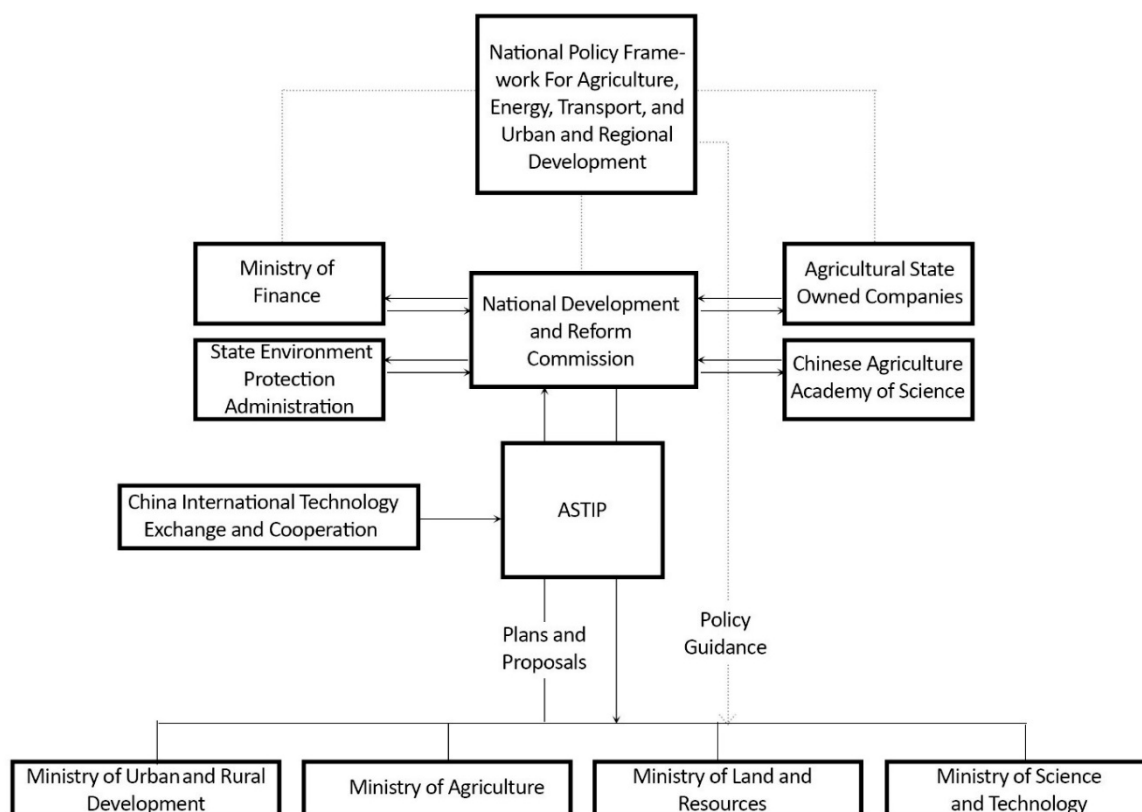 National Policy Frame-
work For Agriculture,
Energy, Transport, and
Urban and Regional
Development
Ministry of
Finance
National Development
and Reform
Commission
Agricultural State
Owned Companies
State Environment
Protection
Administration
Chinese Agriculture
Academy of Science
China International Technology
Exchange and Cooperation
ASTIP
Plans and
Proposals
Policy
Guidance
Ministry of Urban and Rural
Development
Ministry of Agriculture
Ministry of Land and
Resources
Ministry of Science
and Technology